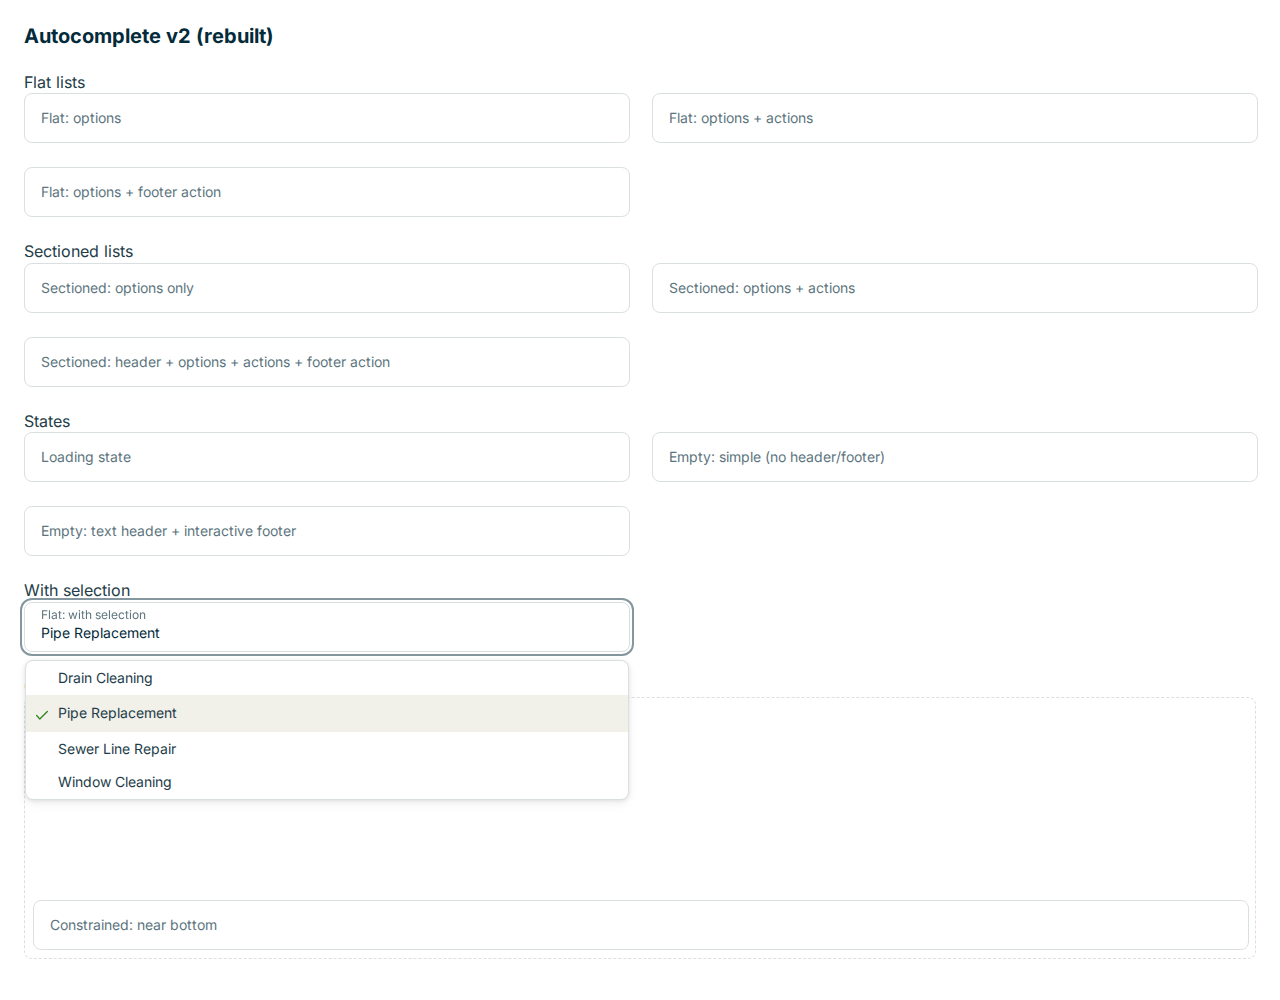 Autocomplete v2 (rebuilt)
Flat lists
Flat: options
Flat: options + actions
Flat: options + footer action
Sectioned lists
Sectioned: options only
Sectioned: options + actions
Sectioned: header + options + actions + footer action
States
Loading state
Empty: simple (no header/footer)
Empty: text header + interactive footer
With selection
Flat: with selection
Pipe Replacement
Drain Cleaning
Pipe Replacement
Sewer Line Repair
Window Cleaning
Constrained: near bottom